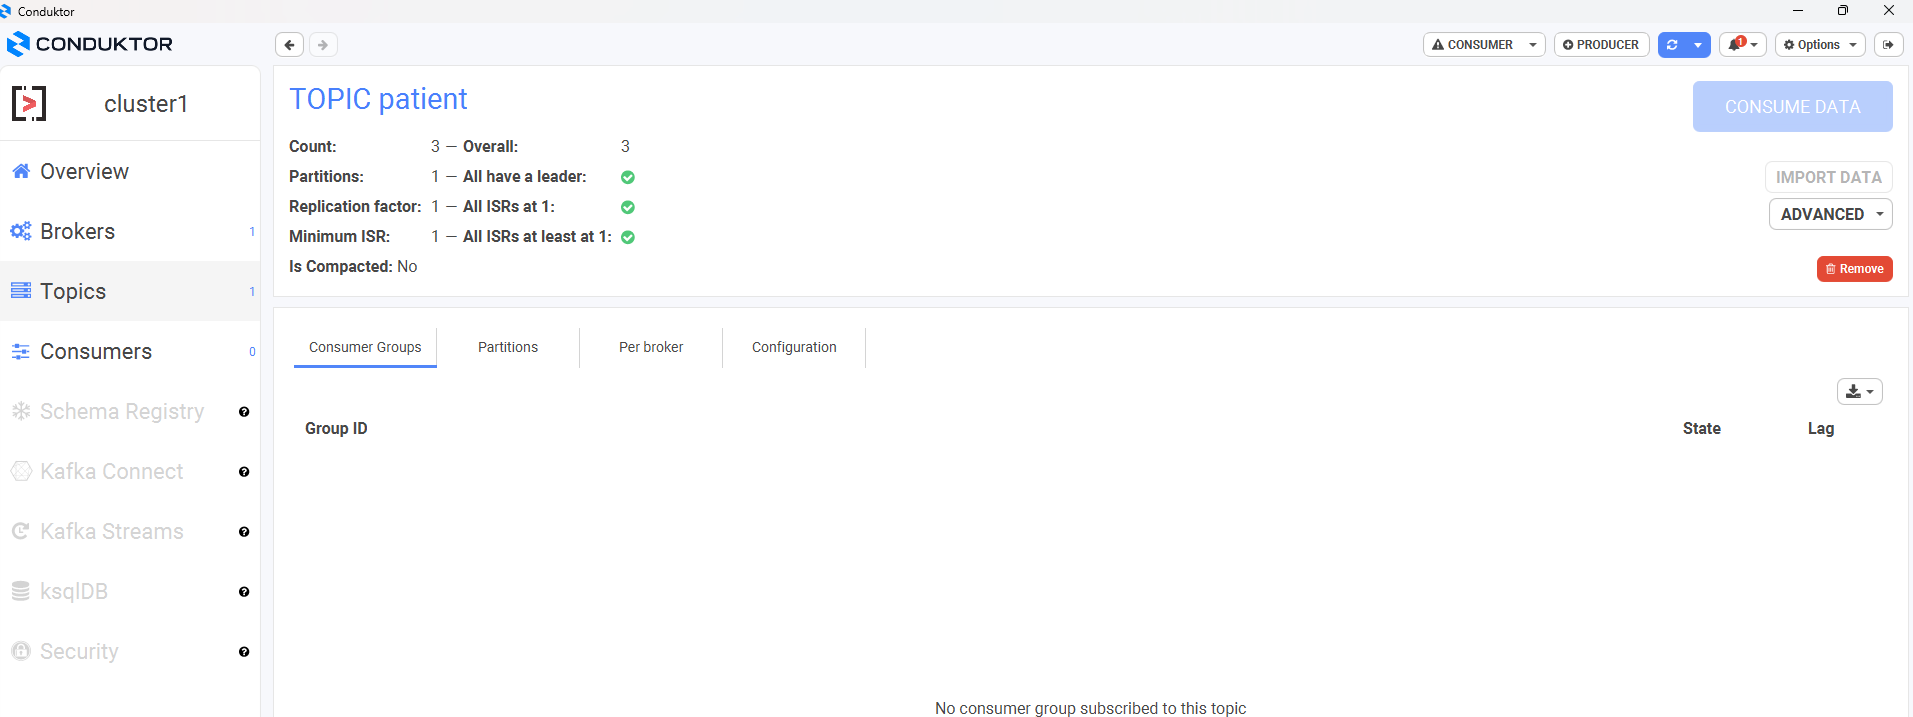 Conduktor
CONDUKTOR
CONSUMER
PRODUCER
1
Options
cluster1
TOPIC patient
CONSUME DATA
Count: 3 — Overall: 3
Partitions: 1 — All have a leader:
Replication factor: 1 — All ISRs at 1:
Minimum ISR: 1 — All ISRs at least at 1:
Is Compacted: No
IMPORT DATA
ADVANCED
Remove
Overview
Brokers 1
Topics 1
Consumers 0
Schema Registry ?
Kafka Connect ?
Kafka Streams ?
ksqlDB ?
Security ?
Consumer Groups Partitions Per broker Configuration
Group ID State Lag
No consumer group subscribed to this topic